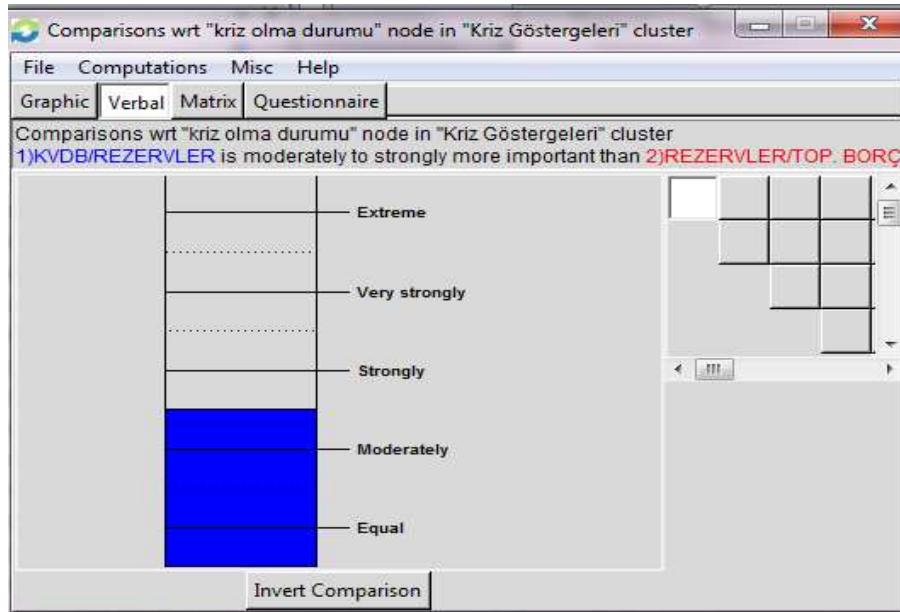 Comparisons wrt "kriz olma durumu" node in "Kriz Göstergeleri" cluster
File Computations Misc Help
Graphic Verbal Matrix Questionnaire
Comparisons wrt "kriz olma durumu" node in "Kriz Göstergeleri" cluster
1)KVDB/REZERVLER is moderately to strongly more important than 2)REZERVLER/TOP. BORÇ
Extreme
Very strongly
Strongly
Moderately
Equal
Invert Comparison